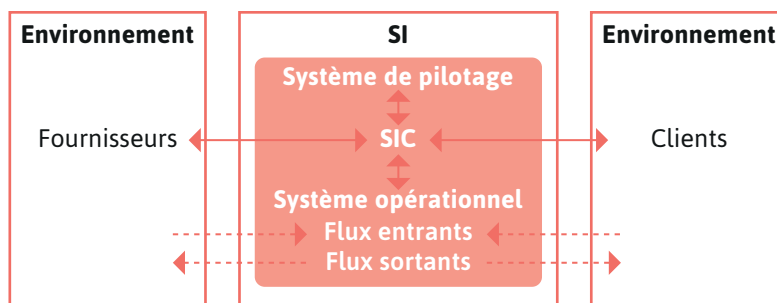 Environnement
SI
Environnement
Système de pilotage
Fournisseurs
SIC
Clients
Système opérationnel
Flux entrants
Flux sortants